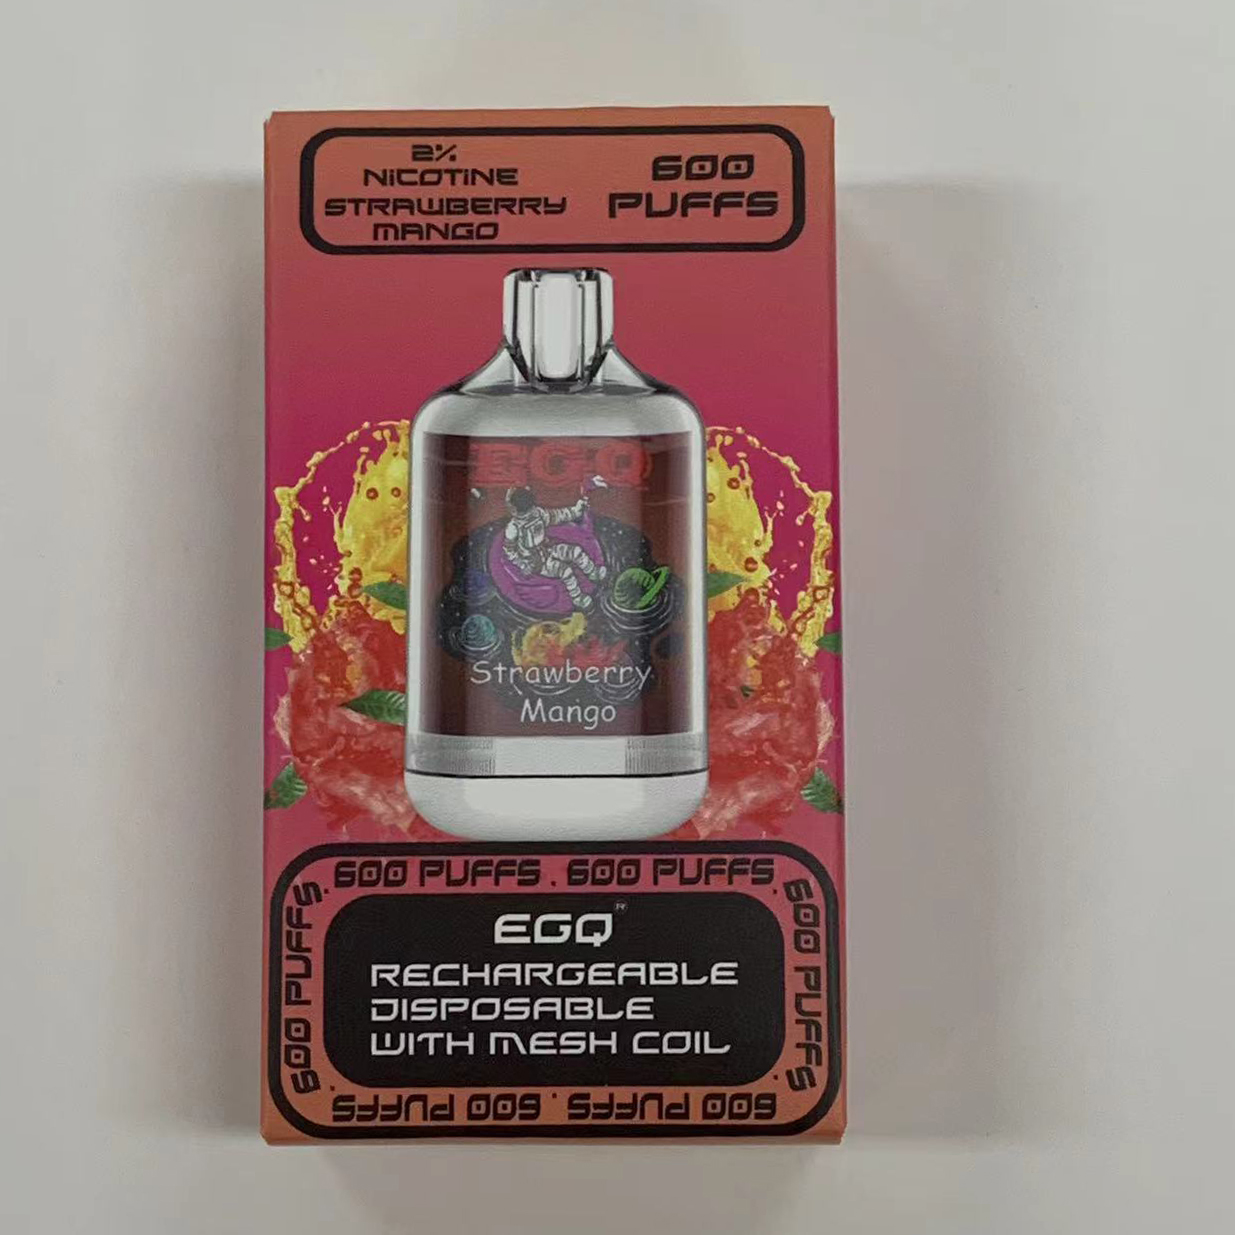 2%
NICOTINE
STRAWBERRY
MANGO
600
PUFFS
EGQ
Strawberry
Mango
600 PUFFS . 600 PUFFS .
600 PUFFS .
600 PUFFS . 600 PUFFS .
600 PUFFS .
EGQ®
RECHARGEABLE
DISPOSABLE
WITH MESH COIL